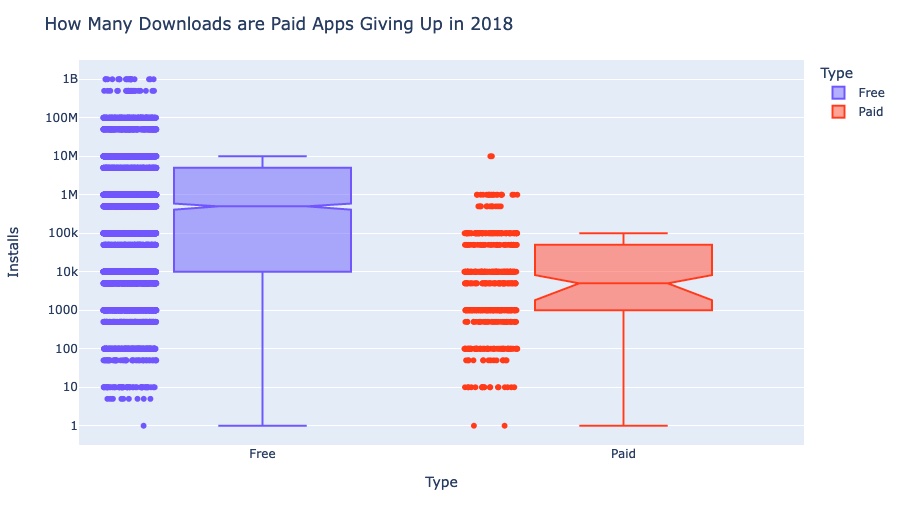 How Many Downloads are Paid Apps Giving Up in 2018
Type
Free
Paid
Installs
1B
100M
10M
1M
100k
10k
1000
100
10
1
Free
Paid
Type